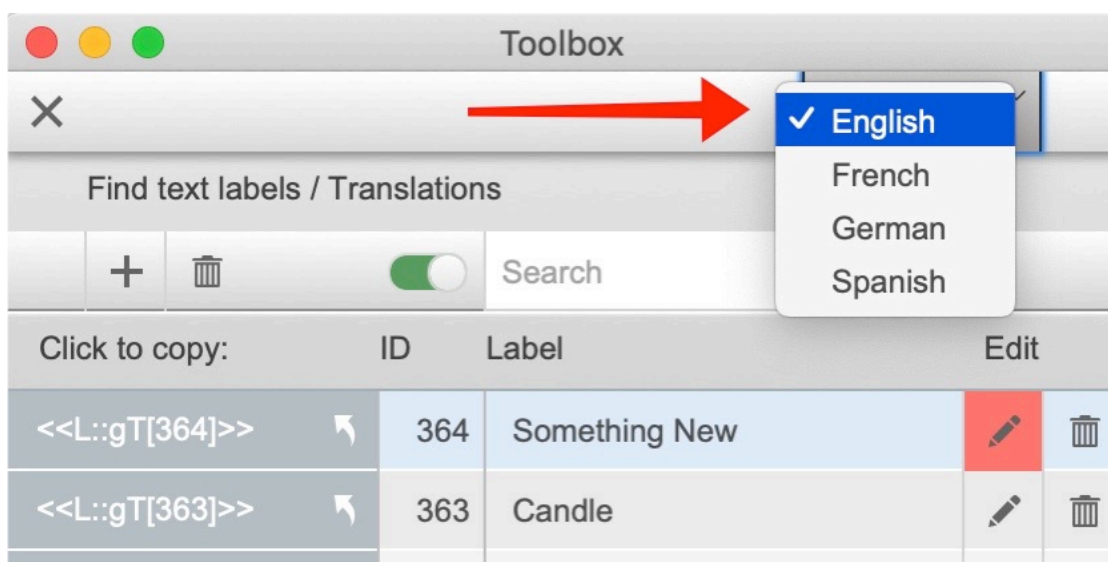 Toolbox
English
French
German
Spanish
Find text labels / Translations
Search
Click to copy: ID Label Edit
<<L::gT[364]>> 364 Something New
<<L::gT[363]>> 363 Candle